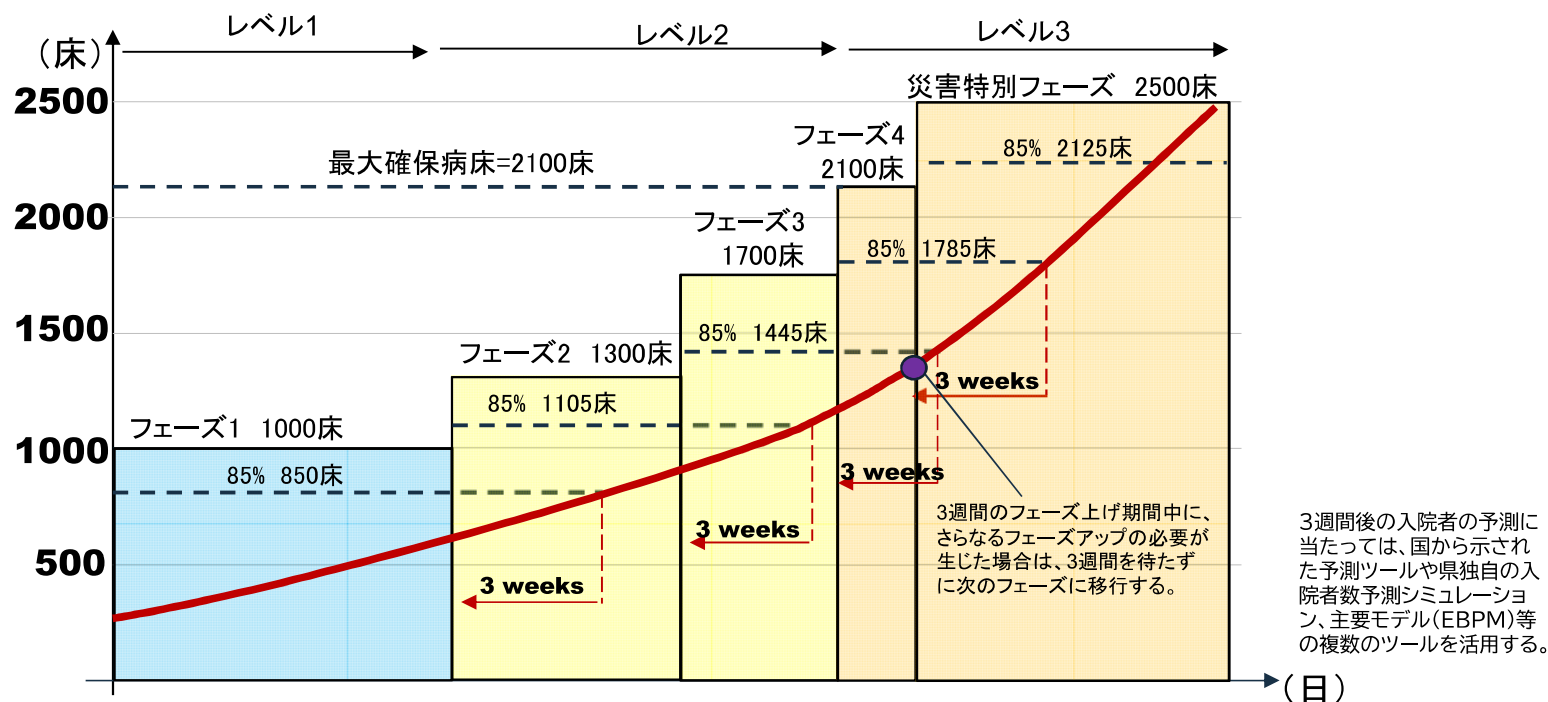 レベル1
レベル2
レベル3
（床）
2500
2000
1500
1000
500
災害特別フェーズ 2500床
85% 2125床
フェーズ4
2100床
最大確保病床=2100床
フェーズ3
1700床
85% 1785床
85% 1445床
フェーズ2 1300床
85% 1105床
フェーズ1 1000床
85% 850床
3 weeks
3 weeks
3 weeks
3 weeks
3週間のフェーズ上げ期間中に、
さらなるフェーズアップの必要が
生じた場合は、3週間を待たず
に次のフェーズに移行する。
3週間後の入院者の予測に
当たっては、国から示され
た予測ツールや県独自の入
院者数予測シミュレーショ
ン、主要モデル（EBPM）等
の複数のツールを活用する。
（日）